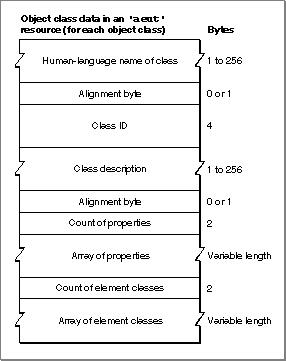 Object class data in an 'aeut'
resource (for each object class) Bytes
Human-language name of class 1 to 256
Alignment byte 0 or 1
Class ID 4
Class description 1 to 256
Alignment byte 0 or 1
Count of properties 2
Array of properties Variable length
Count of element classes 2
Array of element classes Variable length